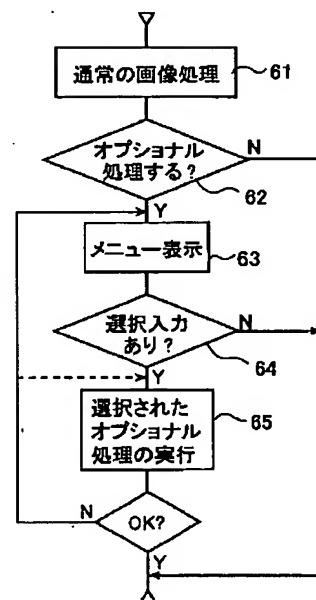 通常の画像処理
61
オプショナル
処理する?
N
62
Y
メニュー表示
63
選択入力
あり?
N
64
Y
選択された
オプショナル
処理の実行
65
N
OK?
Y